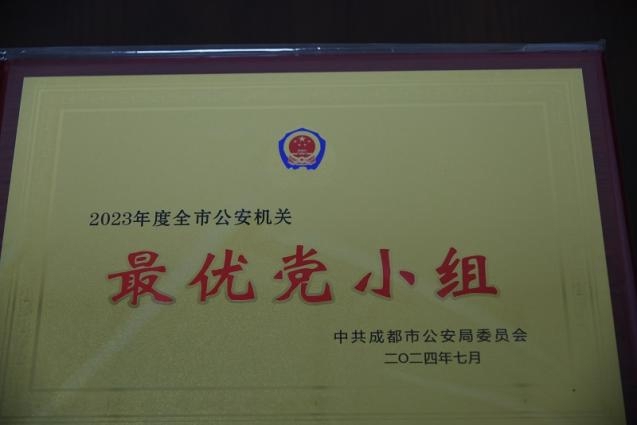 2023年度全市公安机关
最优党小组
中共成都市公安局委员会
二〇二四年七月